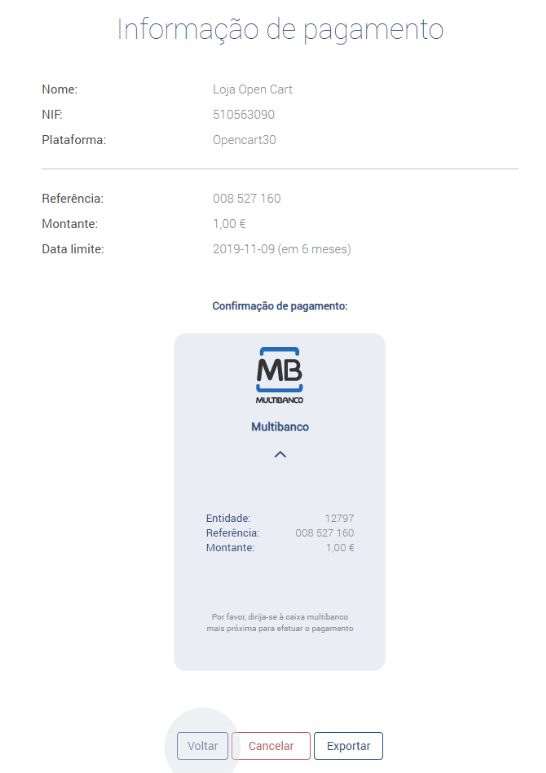 Informação de pagamento
Nome: Loja Open Cart
NIF: 510563090
Plataforma: Opencart30
Referência: 008 527 160
Montante: 1,00 €
Data limite: 2019-11-09 (em 6 meses)
Confirmação de pagamento:
MB
MULTIBANCO
Multibanco
Entidade: 12797
Referência: 008 527 160
Montante: 1,00 €
Por favor, dirija-se à caixa multibanco
mais próxima para efetuar o pagamento
Voltar Cancelar Exportar